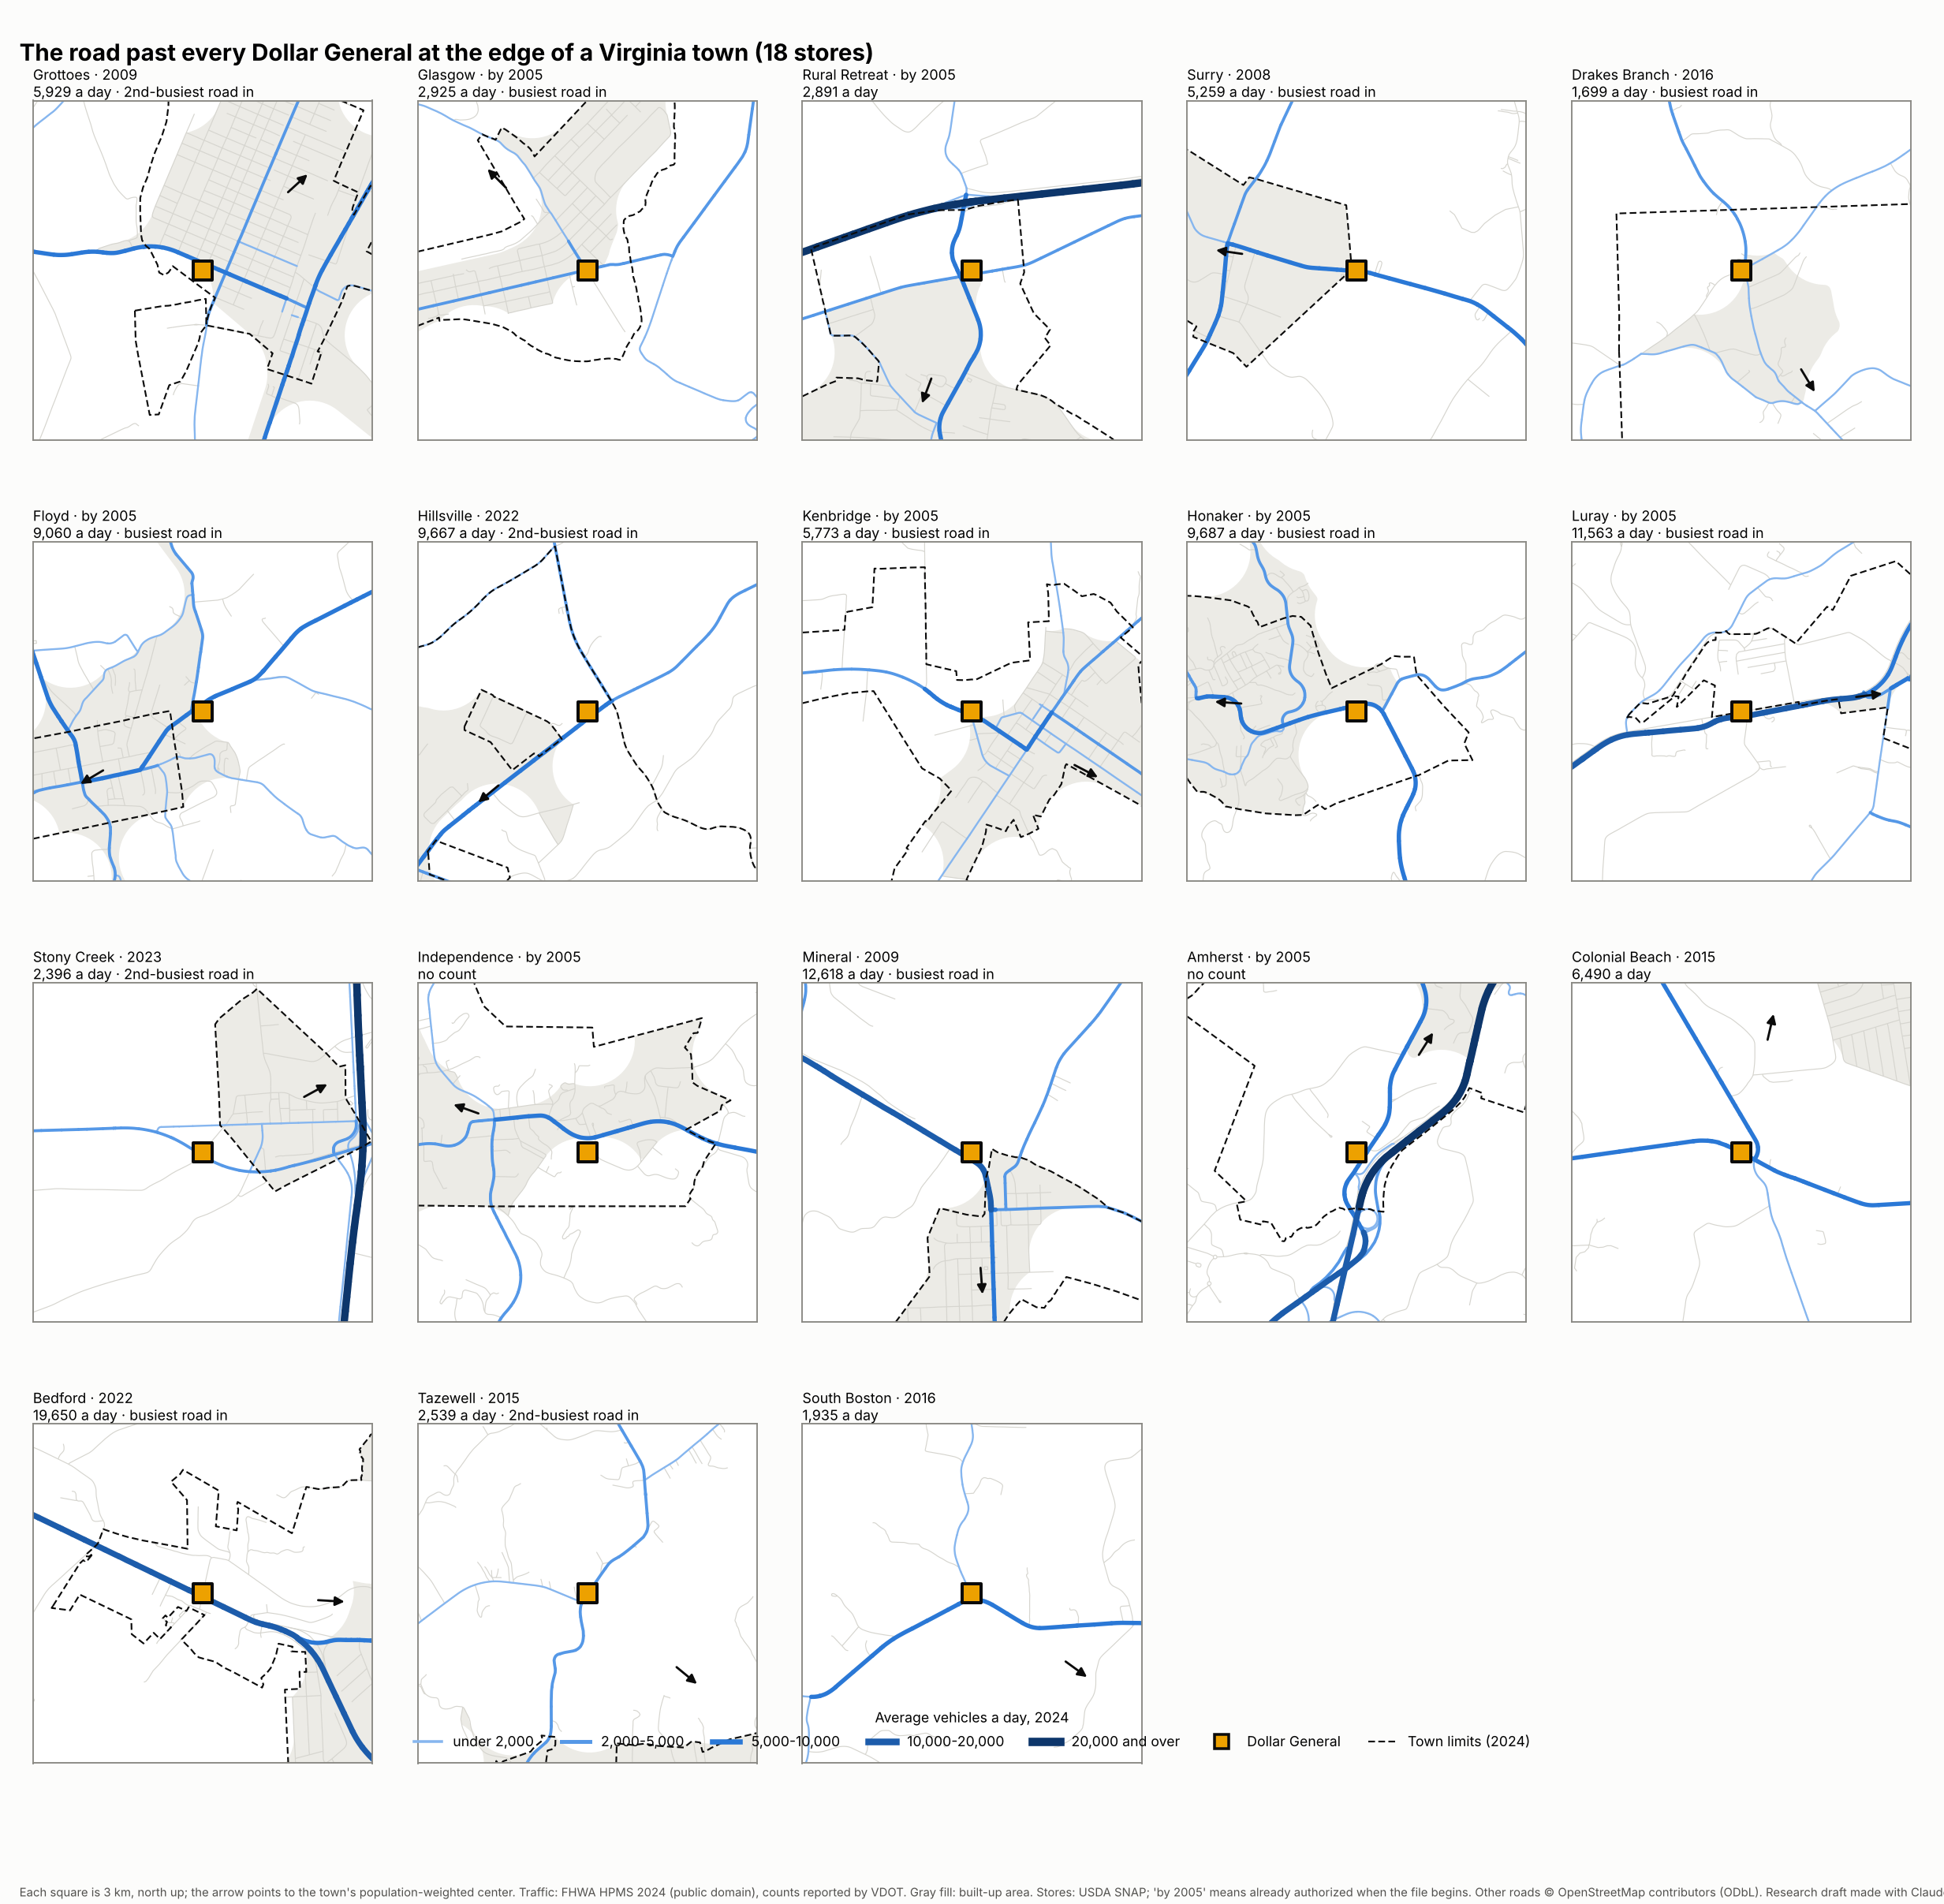 The road past every Dollar General at the edge of a Virginia town (18 stores)
Grottoes · 2009
5,929 a day · 2nd-busiest road in
Glasgow · by 2005
2,925 a day · busiest road in
Rural Retreat · by 2005
2,891 a day
Surry · 2008
5,259 a day · busiest road in
Drakes Branch · 2016
1,699 a day · busiest road in
Floyd · by 2005
9,060 a day · busiest road in
Hillsville · 2022
9,667 a day · 2nd-busiest road in
Kenbridge · by 2005
5,773 a day · busiest road in
Honaker · by 2005
9,687 a day · busiest road in
Luray · by 2005
11,563 a day · busiest road in
Stony Creek · 2023
2,396 a day · 2nd-busiest road in
Independence · by 2005
no count
Mineral · 2009
12,618 a day · busiest road in
Amherst · by 2005
no count
Colonial Beach · 2015
6,490 a day
Bedford · 2022
19,650 a day · busiest road in
Tazewell · 2015
2,539 a day · 2nd-busiest road in
South Boston · 2016
1,935 a day
Average vehicles a day, 2024
under 2,000 2,000-5,000 5,000-10,000 10,000-20,000 20,000 and over Dollar General Town limits (2024)
Each square is 3 km, north up; the arrow points to the town's population-weighted center. Traffic: FHWA HPMS 2024 (public domain), counts reported by VDOT. Gray fill: built-up area. Stores: USDA SNAP; 'by 2005' means already authorized when the file begins. Other roads © OpenStreetMap contributors (ODbL). Research draft made with Claud